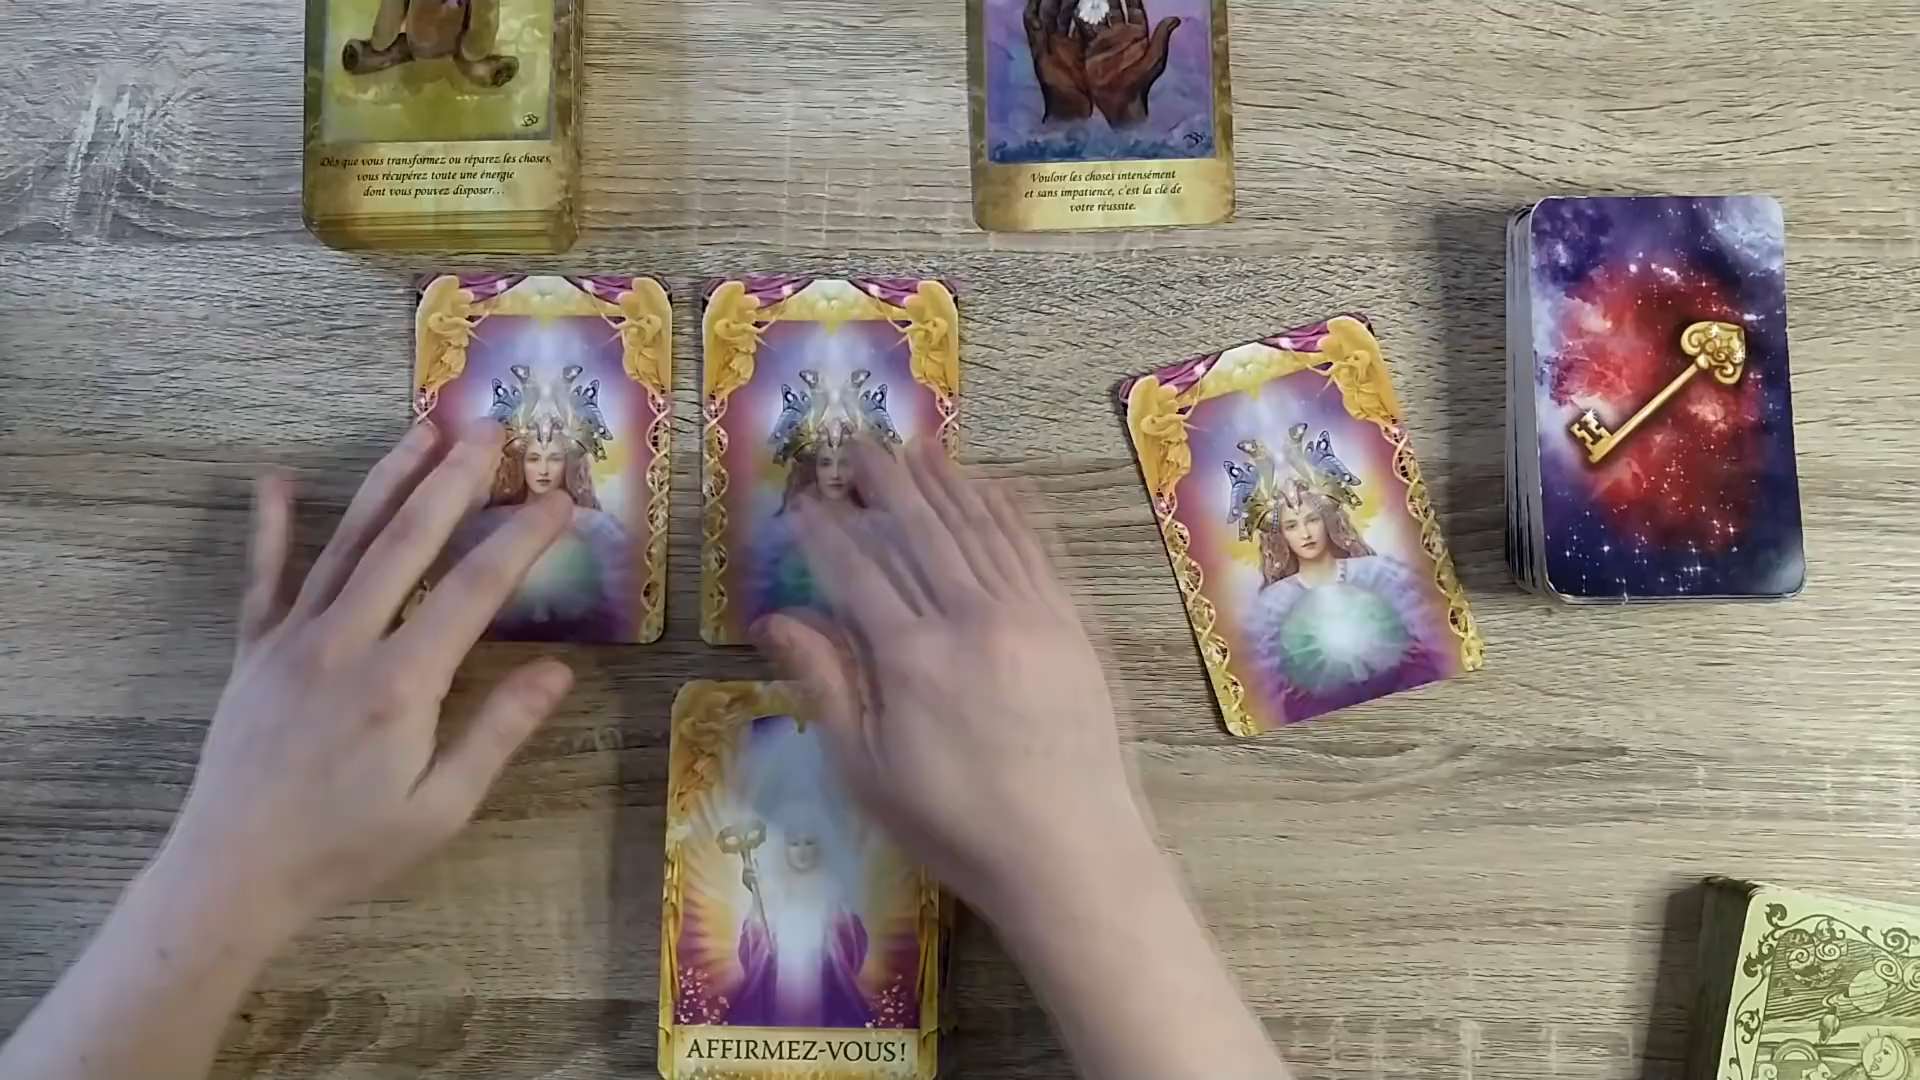 Dès que vous transformez ou réparez les choses,
vous récupérez toute une énergie
dont vous pouvez disposer...
Vouloir les choses intensément
et sans impatience, c'est la clé de
votre réussite.
AFFIRMEZ-VOUS!